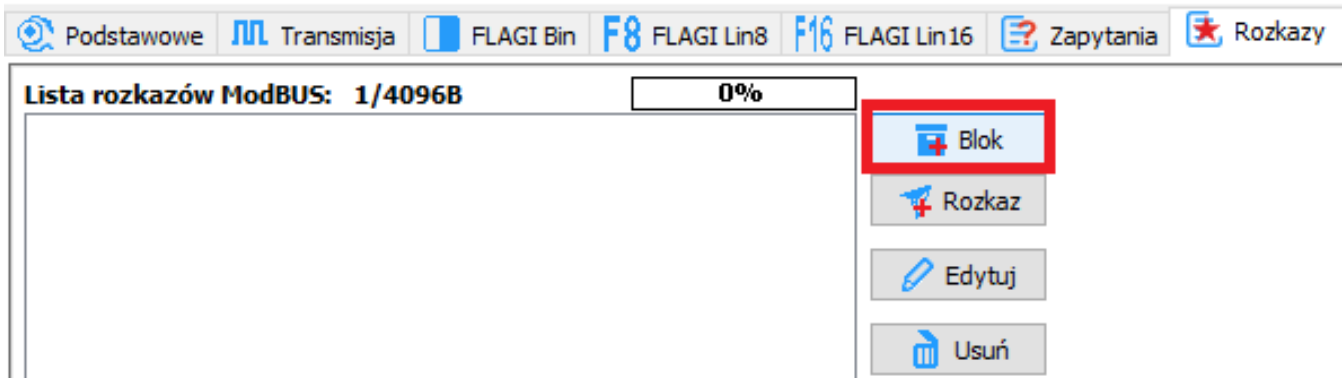 Podstawowe Transmisja FLAGI Bin F8 FLAGI Lin8 F16 FLAGI Lin16 Zapytania Rozkazy
Lista rozkazów ModBUS: 1/4096B 0%
Blok
Rozkaz
Edytuj
Usuń